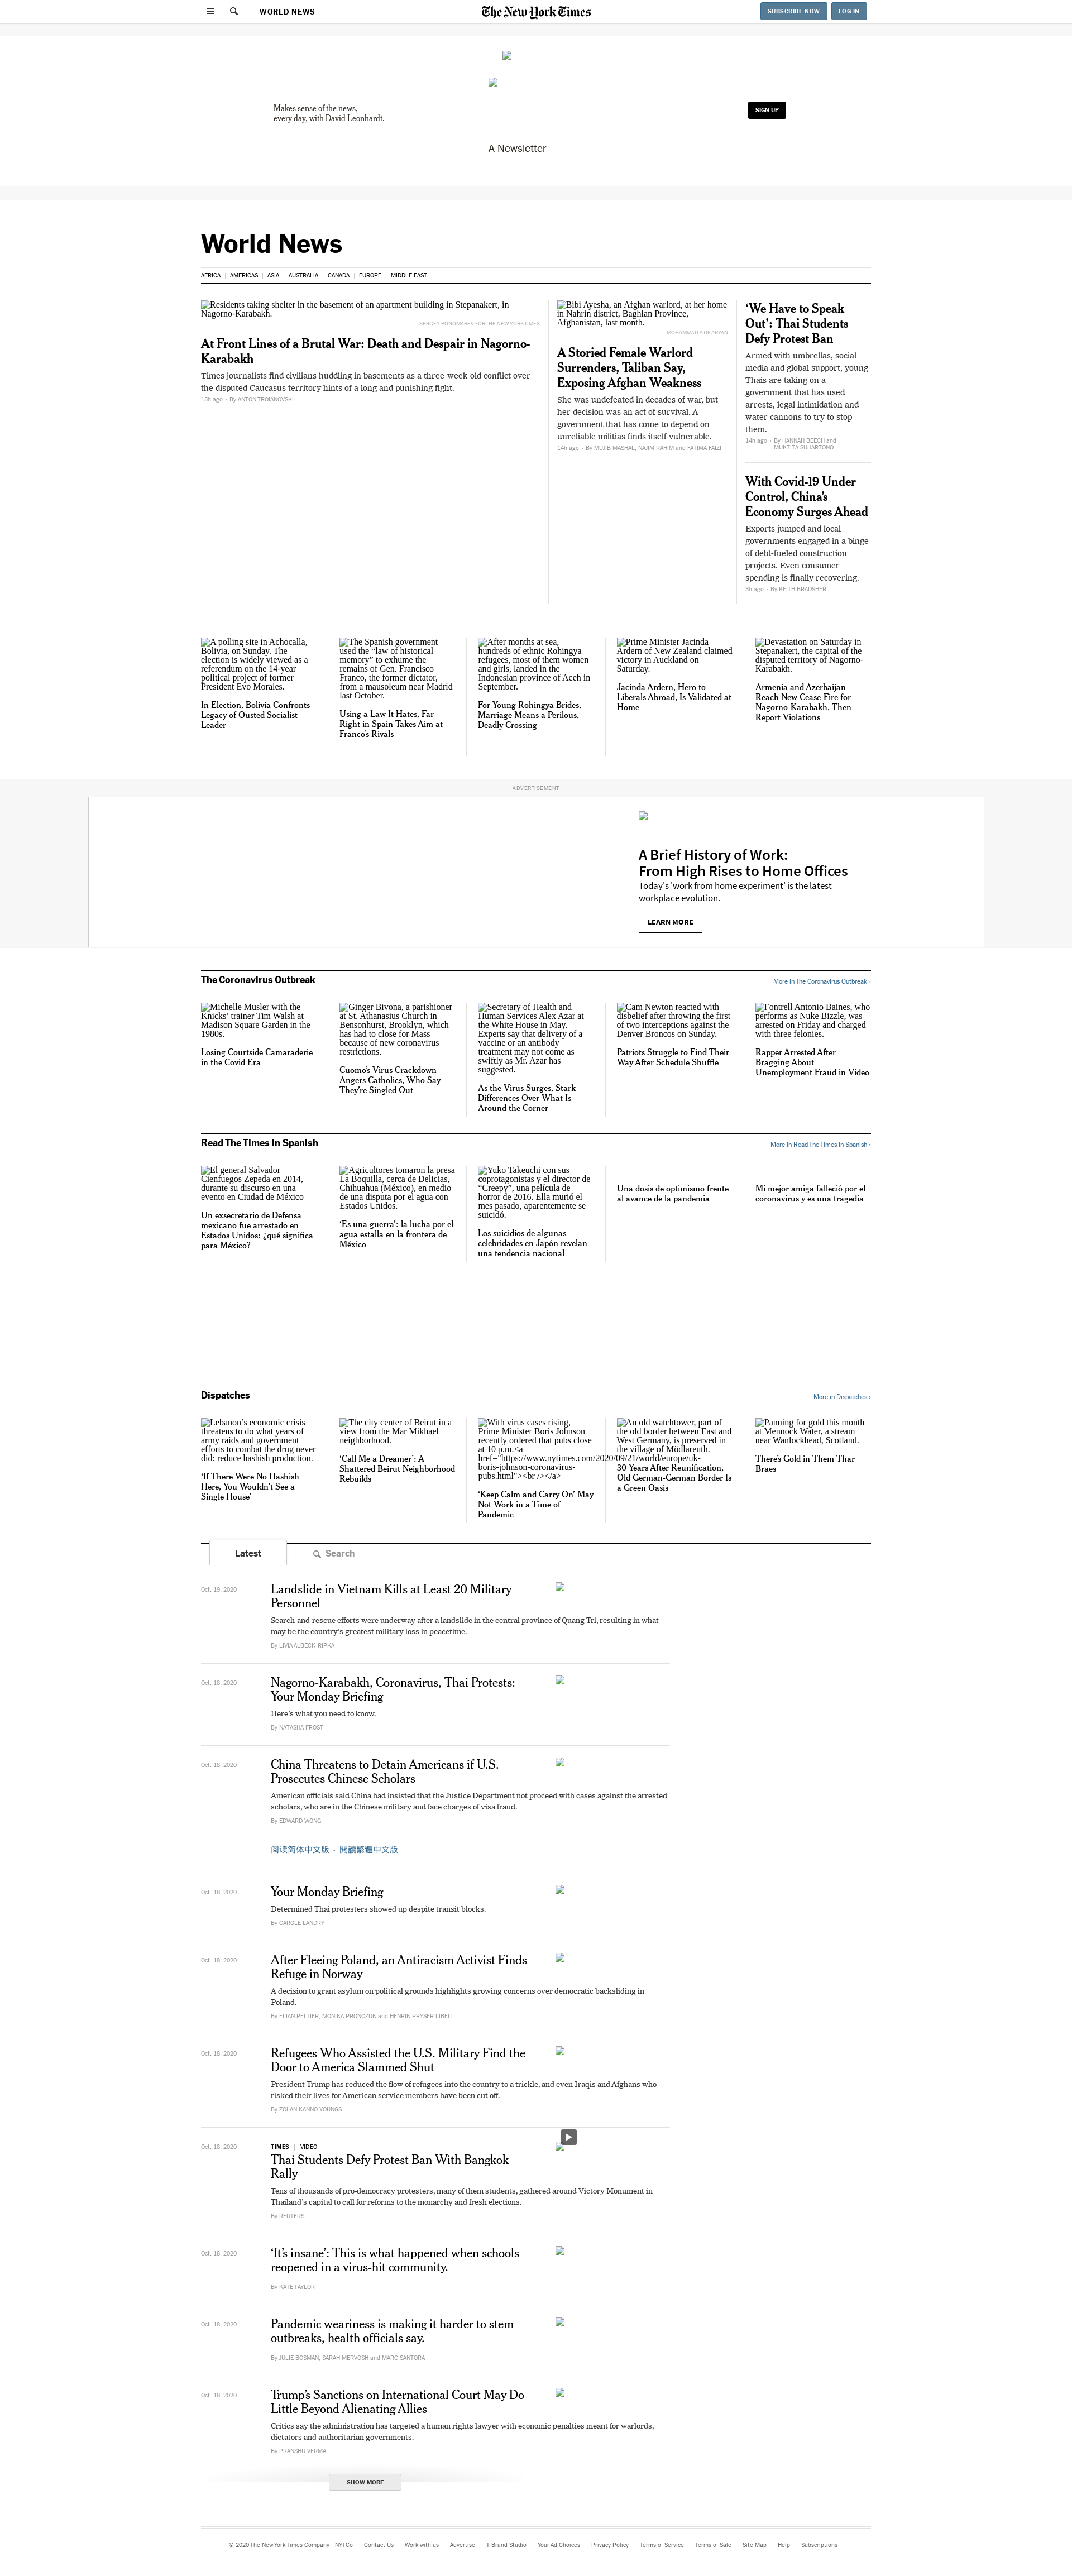 WORLD NEWS
The New York Times
SUBSCRIBE NOW
LOG IN
Makes sense of the news,
every day, with David Leonhardt.
SIGN UP
A Newsletter
World News
AFRICA | AMERICAS | ASIA | AUSTRALIA | CANADA | EUROPE | MIDDLE EAST
Residents taking shelter in the basement of an apartment building in Stepanakert, in
Nagorno-Karabakh.
SERGEY PONOMAREV FOR THE NEW YORK TIMES
At Front Lines of a Brutal War: Death and Despair in Nagorno-
Karabakh
Times journalists find civilians huddling in basements as a three-week-old conflict over
the disputed Caucasus territory hints of a long and punishing fight.
15h ago - By ANTON TROIANOVSKI
Bibi Ayesha, an Afghan warlord, at her home
in Nahrin district, Baghlan Province,
Afghanistan, last month.
MOHAMMAD ATIF ARYAN
A Storied Female Warlord
Surrenders, Taliban Say,
Exposing Afghan Weakness
She was undefeated in decades of war, but
her decision was an act of survival. A
government that has come to depend on
unreliable militias finds itself vulnerable.
14h ago - By MUJIB MASHAL, NAJIM RAHIM and FATIMA FAIZI
‘We Have to Speak
Out’: Thai Students
Defy Protest Ban
Armed with umbrellas, social
media and global support, young
Thais are taking on a
government that has used
arrests, legal intimidation and
water cannons to try to stop
them.
14h ago - By HANNAH BEECH and
MUKTITA SUHARTONO
With Covid-19 Under
Control, China’s
Economy Surges Ahead
Exports jumped and local
governments engaged in a binge
of debt-fueled construction
projects. Even consumer
spending is finally recovering.
3h ago - By KEITH BRADSHER
A polling site in Achocalla,
Bolivia, on Sunday. The
election is widely viewed as a
referendum on the 14-year
political project of former
President Evo Morales.
In Election, Bolivia Confronts
Legacy of Ousted Socialist
Leader
The Spanish government
used the “law of historical
memory” to exhume the
remains of Gen. Francisco
Franco, the former dictator,
from a mausoleum near Madrid
last October.
Using a Law It Hates, Far
Right in Spain Takes Aim at
Franco’s Rivals
After months at sea,
hundreds of ethnic Rohingya
refugees, most of them women
and girls, landed in the
Indonesian province of Aceh in
September.
For Young Rohingya Brides,
Marriage Means a Perilous,
Deadly Crossing
Prime Minister Jacinda
Ardern of New Zealand claimed
victory in Auckland on
Saturday.
Jacinda Ardern, Hero to
Liberals Abroad, Is Validated at
Home
Devastation on Saturday in
Stepanakert, the capital of the
disputed territory of Nagorno-
Karabakh.
Armenia and Azerbaijan
Reach New Cease-Fire for
Nagorno-Karabakh, Then
Report Violations
ADVERTISEMENT
A Brief History of Work:
From High Rises to Home Offices
Today's 'work from home experiment' is the latest
workplace evolution.
LEARN MORE
The Coronavirus Outbreak
More in The Coronavirus Outbreak ›
Michelle Musler with the
Knicks’ trainer Tim Walsh at
Madison Square Garden in the
1980s.
Losing Courtside Camaraderie
in the Covid Era
Ginger Bivona, a parishioner
at St. Athanasius Church in
Bensonhurst, Brooklyn, which
has had to close for Mass
because of new coronavirus
restrictions.
Cuomo’s Virus Crackdown
Angers Catholics, Who Say
They’re Singled Out
Secretary of Health and
Human Services Alex Azar at
the White House in May.
Experts say that delivery of a
vaccine or an antibody
treatment may not come as
swiftly as Mr. Azar has
suggested.
As the Virus Surges, Stark
Differences Over What Is
Around the Corner
Cam Newton reacted with
disbelief after throwing the first
of two interceptions against the
Denver Broncos on Sunday.
Patriots Struggle to Find Their
Way After Schedule Shuffle
Fontrell Antonio Baines, who
performs as Nuke Bizzle, was
arrested on Friday and charged
with three felonies.
Rapper Arrested After
Bragging About
Unemployment Fraud in Video
Read The Times in Spanish
More in Read The Times in Spanish ›
El general Salvador
Cienfuegos Zepeda en 2014,
durante su discurso en una
evento en Ciudad de México
Un exsecretario de Defensa
mexicano fue arrestado en
Estados Unidos: ¿qué significa
para México?
Agricultores tomaron la presa
La Boquilla, cerca de Delicias,
Chihuahua (México), en medio
de una disputa por el agua con
Estados Unidos.
‘Es una guerra’: la lucha por el
agua estalla en la frontera de
México
Yuko Takeuchi con sus
coprotagonistas y el director de
“Creepy”, una película de
horror de 2016. Ella murió el
mes pasado, aparentemente se
suicidó.
Los suicidios de algunas
celebridades en Japón revelan
una tendencia nacional
Una dosis de optimismo frente
al avance de la pandemia
Mi mejor amiga falleció por el
coronavirus y es una tragedia
Dispatches
More in Dispatches ›
Lebanon’s economic crisis
threatens to do what years of
army raids and government
efforts to combat the drug never
did: reduce hashish production.
‘If There Were No Hashish
Here, You Wouldn’t See a
Single House’
The city center of Beirut in a
view from the Mar Mikhael
neighborhood.
‘Call Me a Dreamer’: A
Shattered Beirut Neighborhood
Rebuilds
With virus cases rising,
Prime Minister Boris Johnson
recently ordered that pubs close
at 10 p.m.<a
href="https://www.nytimes.com/2020/09/21/world/europe/uk-
boris-johnson-coronavirus-
pubs.html"><br /></a>
‘Keep Calm and Carry On’ May
Not Work in a Time of
Pandemic
An old watchtower, part of
the old border between East and
West Germany, is preserved in
the village of Mödlareuth.
30 Years After Reunification,
Old German-German Border Is
a Green Oasis
Panning for gold this month
at Mennock Water, a stream
near Wanlockhead, Scotland.
There’s Gold in Them Thar
Braes
Latest
Search
Oct. 19, 2020
Landslide in Vietnam Kills at Least 20 Military
Personnel
Search-and-rescue efforts were underway after a landslide in the central province of Quang Tri, resulting in what
may be the country’s greatest military loss in peacetime.
By LIVIA ALBECK-RIPKA
Oct. 18, 2020
Nagorno-Karabakh, Coronavirus, Thai Protests:
Your Monday Briefing
Here’s what you need to know.
By NATASHA FROST
Oct. 18, 2020
China Threatens to Detain Americans if U.S.
Prosecutes Chinese Scholars
American officials said China had insisted that the Justice Department not proceed with cases against the arrested
scholars, who are in the Chinese military and face charges of visa fraud.
By EDWARD WONG
阅读简体中文版 - 閱讀繁體中文版
Oct. 18, 2020
Your Monday Briefing
Determined Thai protesters showed up despite transit blocks.
By CAROLE LANDRY
Oct. 18, 2020
After Fleeing Poland, an Antiracism Activist Finds
Refuge in Norway
A decision to grant asylum on political grounds highlights growing concerns over democratic backsliding in
Poland.
By ELIAN PELTIER, MONIKA PRONCZUK and HENRIK PRYSER LIBELL
Oct. 18, 2020
Refugees Who Assisted the U.S. Military Find the
Door to America Slammed Shut
President Trump has reduced the flow of refugees into the country to a trickle, and even Iraqis and Afghans who
risked their lives for American service members have been cut off.
By ZOLAN KANNO-YOUNGS
Oct. 18, 2020
TIMES | VIDEO
Thai Students Defy Protest Ban With Bangkok
Rally
Tens of thousands of pro-democracy protesters, many of them students, gathered around Victory Monument in
Thailand’s capital to call for reforms to the monarchy and fresh elections.
By REUTERS
Oct. 18, 2020
‘It’s insane’: This is what happened when schools
reopened in a virus-hit community.
By KATE TAYLOR
Oct. 18, 2020
Pandemic weariness is making it harder to stem
outbreaks, health officials say.
By JULIE BOSMAN, SARAH MERVOSH and MARC SANTORA
Oct. 18, 2020
Trump’s Sanctions on International Court May Do
Little Beyond Alienating Allies
Critics say the administration has targeted a human rights lawyer with economic penalties meant for warlords,
dictators and authoritarian governments.
By PRANSHU VERMA
SHOW MORE
© 2020 The New York Times Company NYTCo Contact Us Work with us Advertise T Brand Studio Your Ad Choices Privacy Policy Terms of Service Terms of Sale Site Map Help Subscriptions